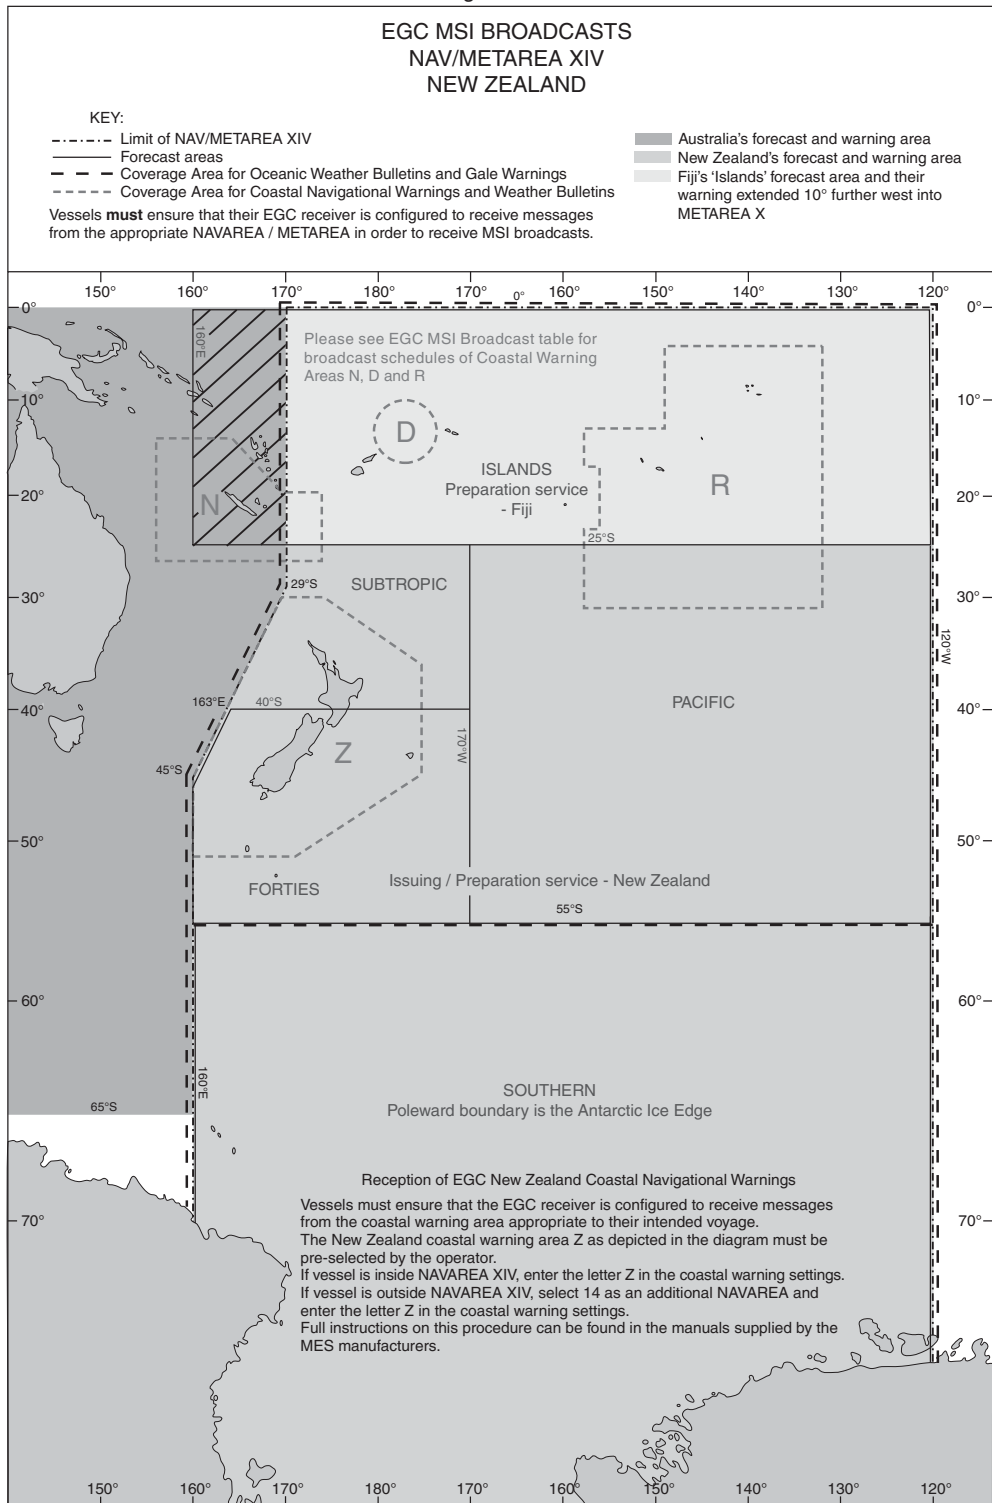 EGC MSI BROADCASTS
NAV/METAREA XIV
NEW ZEALAND
KEY:
Limit of NAV/METAREA XIV
Forecast areas
Coverage Area for Oceanic Weather Bulletins and Gale Warnings
Coverage Area for Coastal Navigational Warnings and Weather Bulletins
Vessels must ensure that their EGC receiver is configured to receive messages
from the appropriate NAVAREA / METAREA in order to receive MSI broadcasts.
Australia's forecast and warning area
New Zealand's forecast and warning area
Fiji's 'Islands' forecast area and their
warning extended 10° further west into
METAREA X
150° 160° 170° 180° 170° 160° 150° 140° 130° 120°
0° 0° 0°
160°E
Please see EGC MSI Broadcast table for
broadcast schedules of Coastal Warning
Areas N, D and R
10° 10°
D
ISLANDS
Preparation service
- Fiji
R
N
20° 20°
25°S
29°S
SUBTROPIC
30° 30°
120°W
163°E
40°S
PACIFIC
40° 40°
170°W
Z
45°S
50° 50°
FORTIES
Issuing / Preparation service - New Zealand
55°S
60° 60°
160°E
65°S
SOUTHERN
Poleward boundary is the Antarctic Ice Edge
Reception of EGC New Zealand Coastal Navigational Warnings
Vessels must ensure that the EGC receiver is configured to receive messages
from the coastal warning area appropriate to their intended voyage.
The New Zealand coastal warning area Z as depicted in the diagram must be
pre-selected by the operator.
If vessel is inside NAVAREA XIV, enter the letter Z in the coastal warning settings.
If vessel is outside NAVAREA XIV, select 14 as an additional NAVAREA and
enter the letter Z in the coastal warning settings.
Full instructions on this procedure can be found in the manuals supplied by the
MES manufacturers.
70° 70°
150° 160° 170° 180° 170° 160° 150° 140° 130° 120°